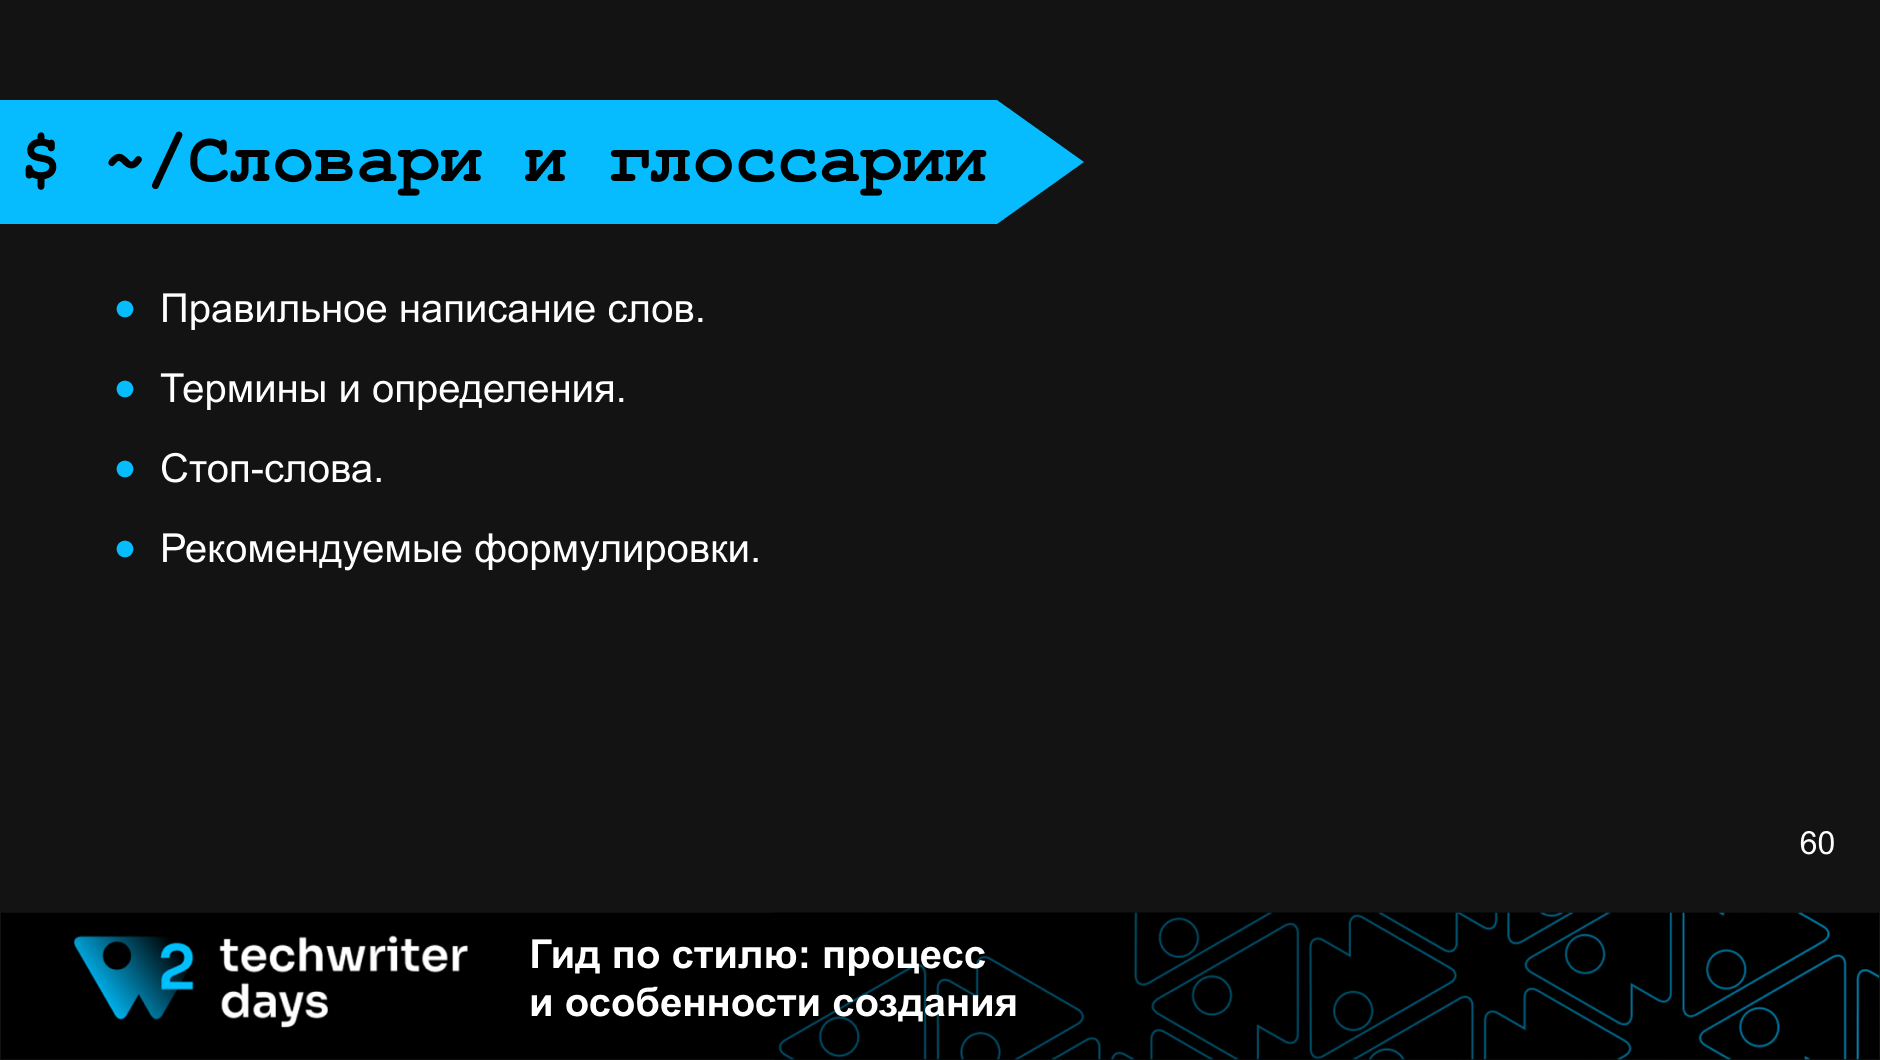 $ ~/Словари и глоссарии
● Правильное написание слов.
● Термины и определения.
● Стоп-слова.
● Рекомендуемые формулировки.
60
2 techwriter
days
Гид по стилю: процесс
и особенности создания